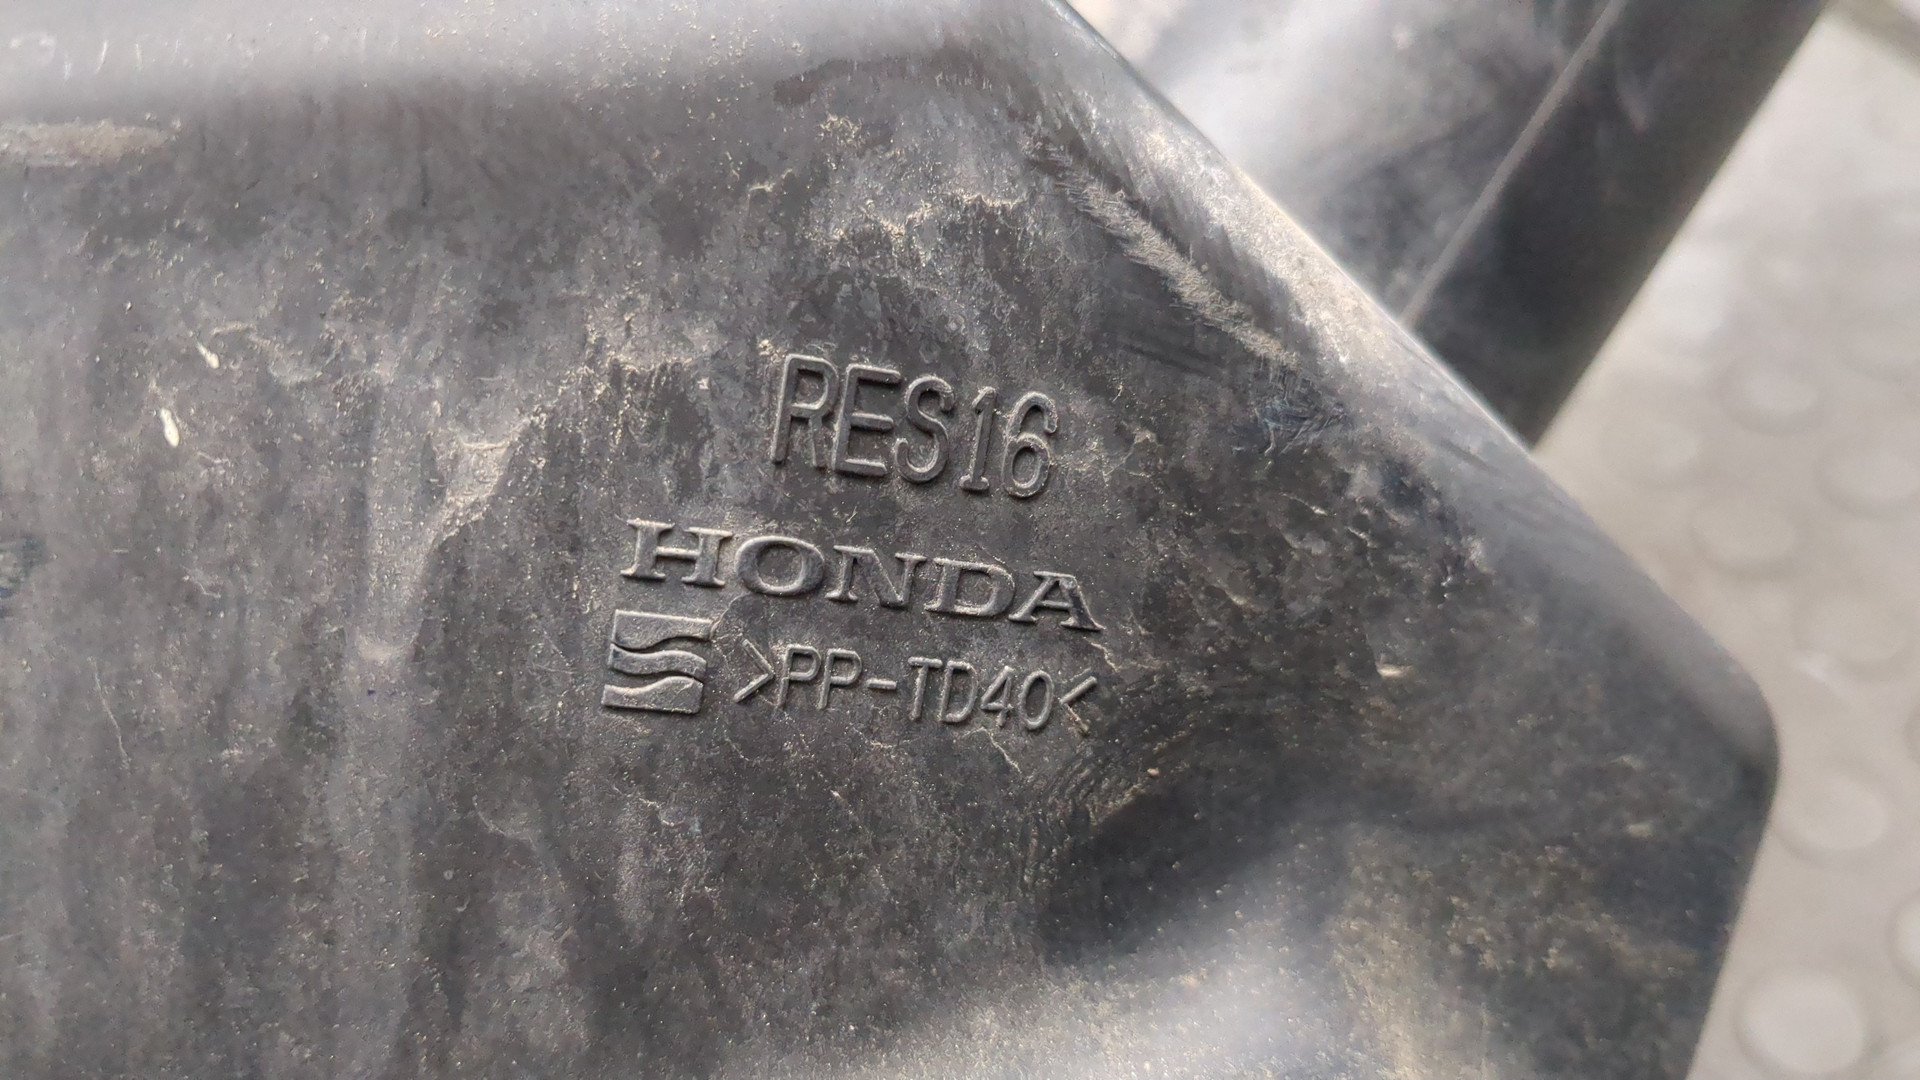 RES16
HONDA
>PP-TD40<